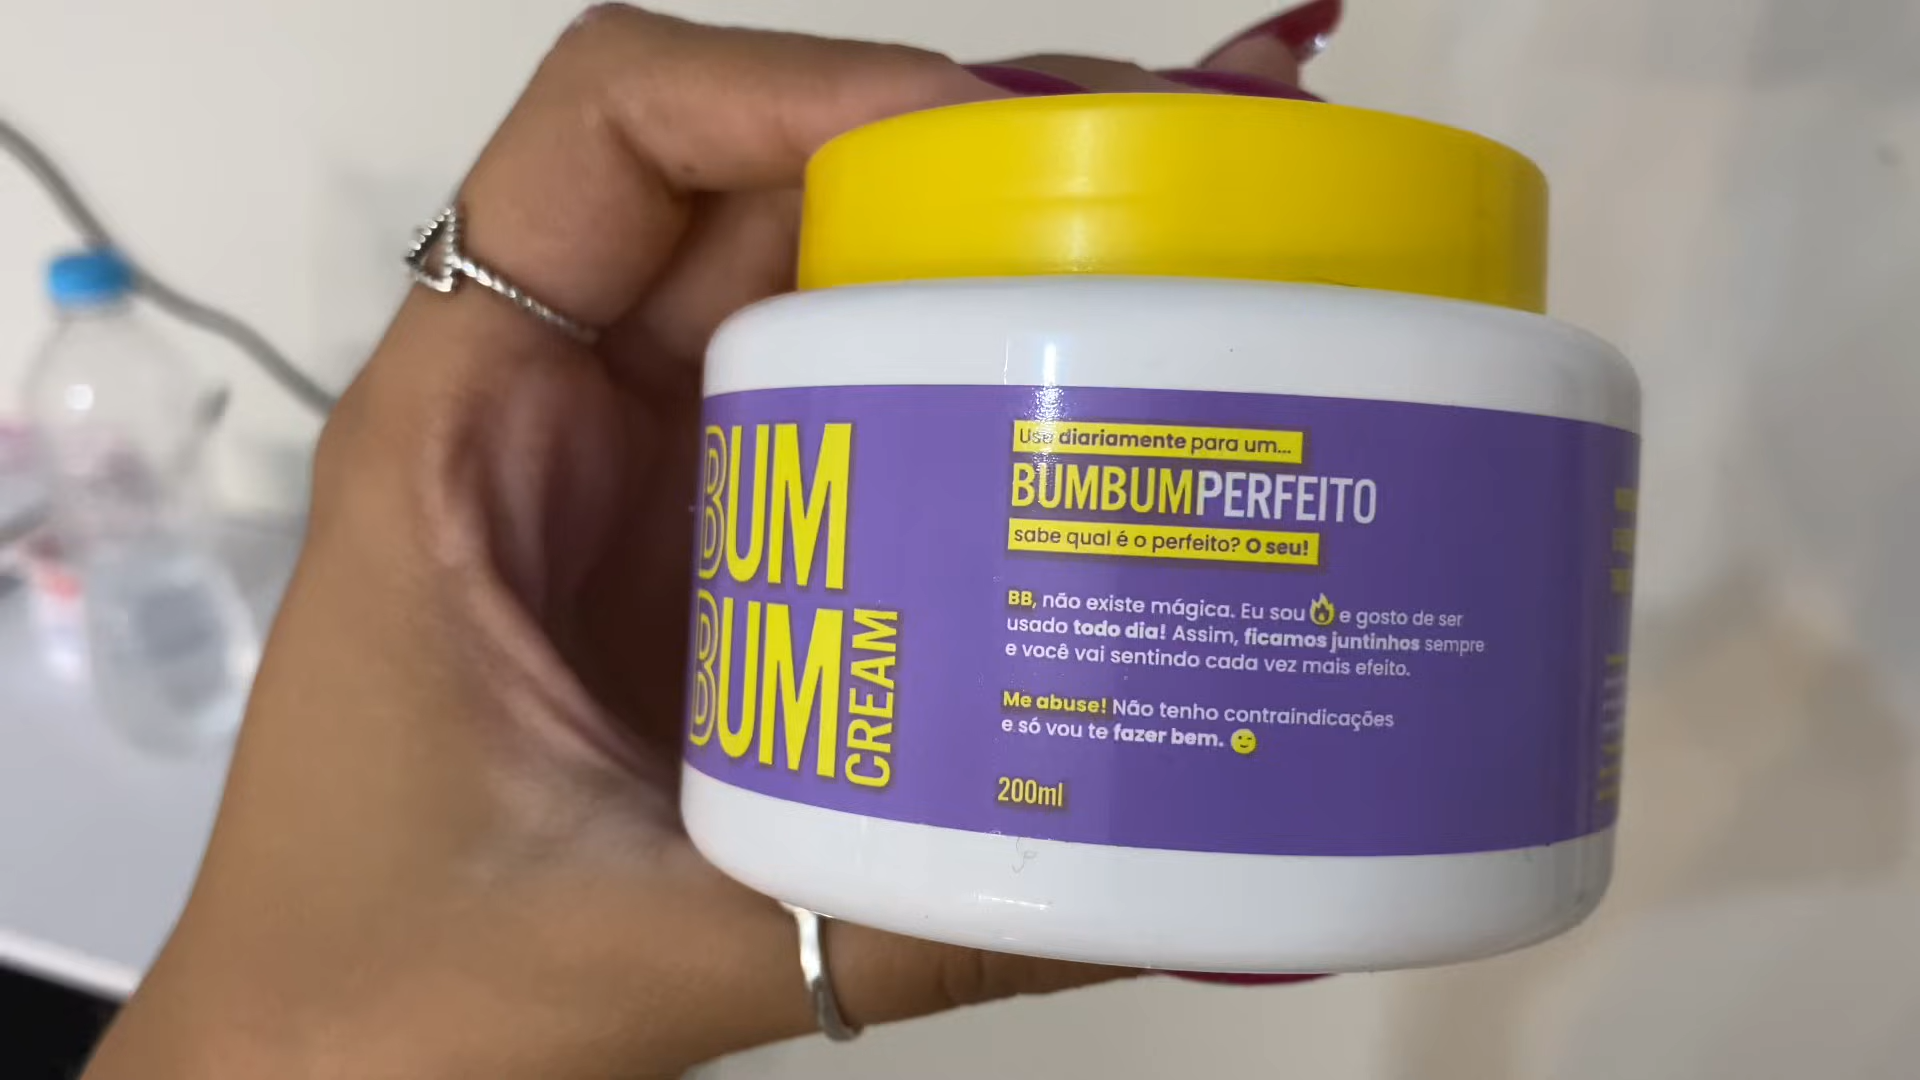 BUM
BUM
CREAM
Use diariamente para um...
BUMBUMPERFEITO
sabe qual é o perfeito? O seu!
BB, não existe mágica. Eu sou 🔥 e gosto de ser
usado todo dia! Assim, ficamos juntinhos sempre
e você vai sentindo cada vez mais efeito.
Me abuse! Não tenho contraindicações
e só vou te fazer bem. 😉
200ml